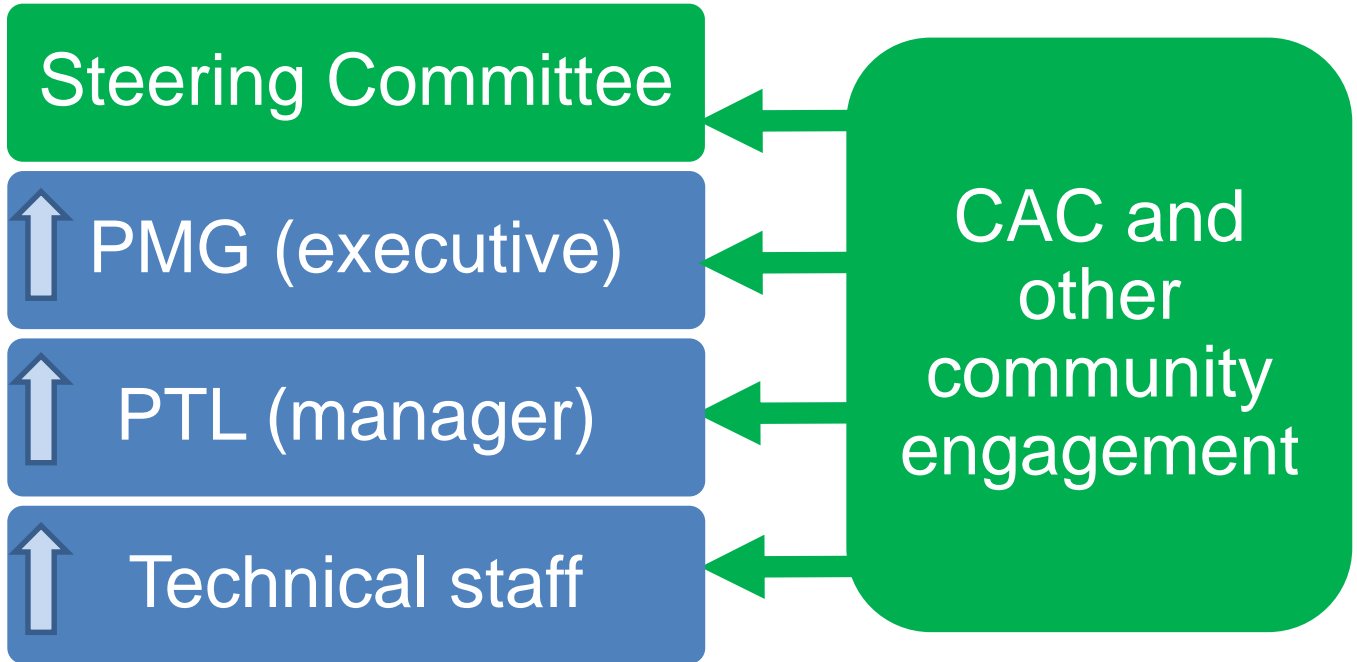 Steering Committee
PMG (executive)
PTL (manager)
Technical staff
CAC and
other
community
engagement